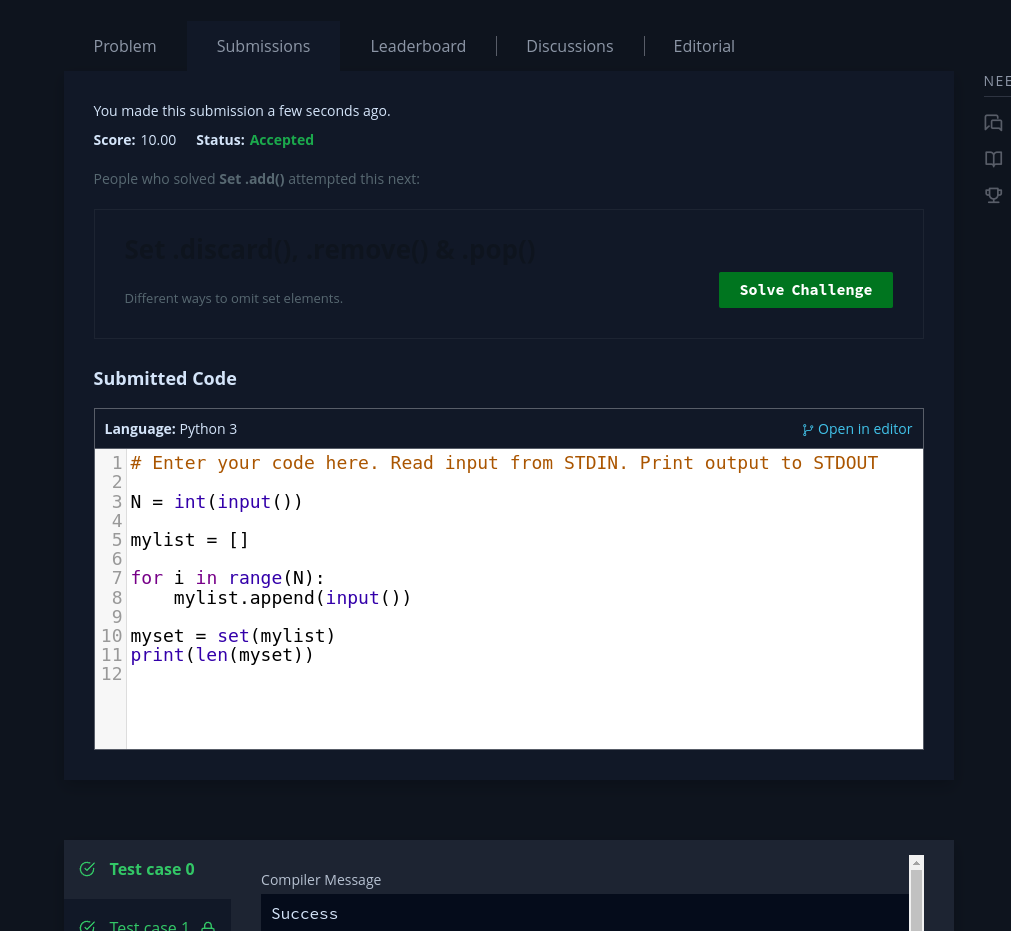 Problem Submissions Leaderboard Discussions Editorial
NEE
You made this submission a few seconds ago.
Score: 10.00 Status: Accepted
People who solved Set .add() attempted this next:
Set .discard(), .remove() & .pop()
Different ways to omit set elements.
Solve Challenge
Submitted Code
Language: Python 3
Open in editor
1 # Enter your code here. Read input from STDIN. Print output to STDOUT
2
3 N = int(input())
4
5 mylist = []
6
7 for i in range(N):
8     mylist.append(input())
9
10 myset = set(mylist)
11 print(len(myset))
12
Test case 0
Test case 1
Compiler Message
Success